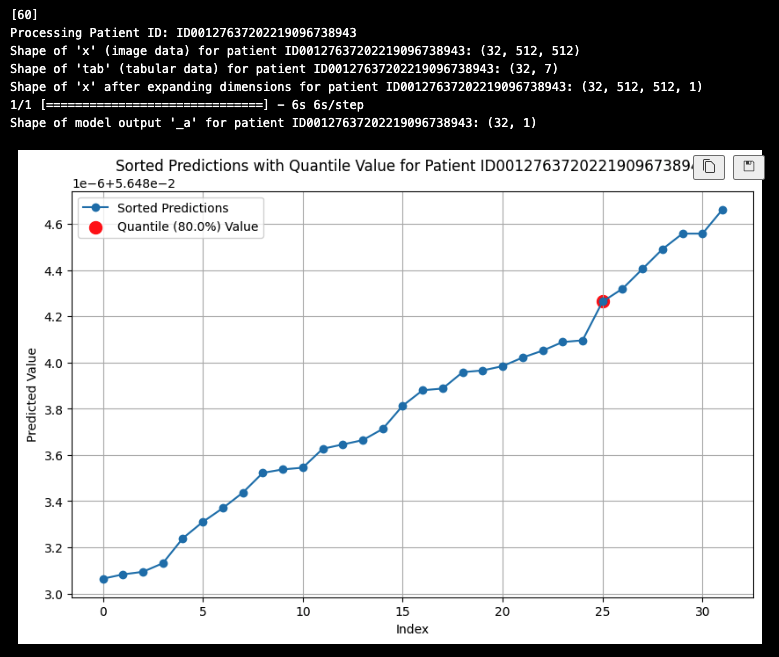 [60]
Processing Patient ID: ID00127637202219096738943
Shape of 'x' (image data) for patient ID00127637202219096738943: (32, 512, 512)
Shape of 'tab' (tabular data) for patient ID00127637202219096738943: (32, 7)
Shape of 'x' after expanding dimensions for patient ID00127637202219096738943: (32, 512, 512, 1)
1/1 [==============================] – 6s 6s/step
Shape of model output '_a' for patient ID00127637202219096738943: (32, 1)
Sorted Predictions with Quantile Value for Patient ID0012763720221909673894
1e−6+5.648e−2
Sorted Predictions
Quantile (80.0%) Value
4.6
4.4
4.2
4.0
3.8
3.6
3.4
3.2
3.0
Predicted Value
0 5 10 15 20 25 30
Index